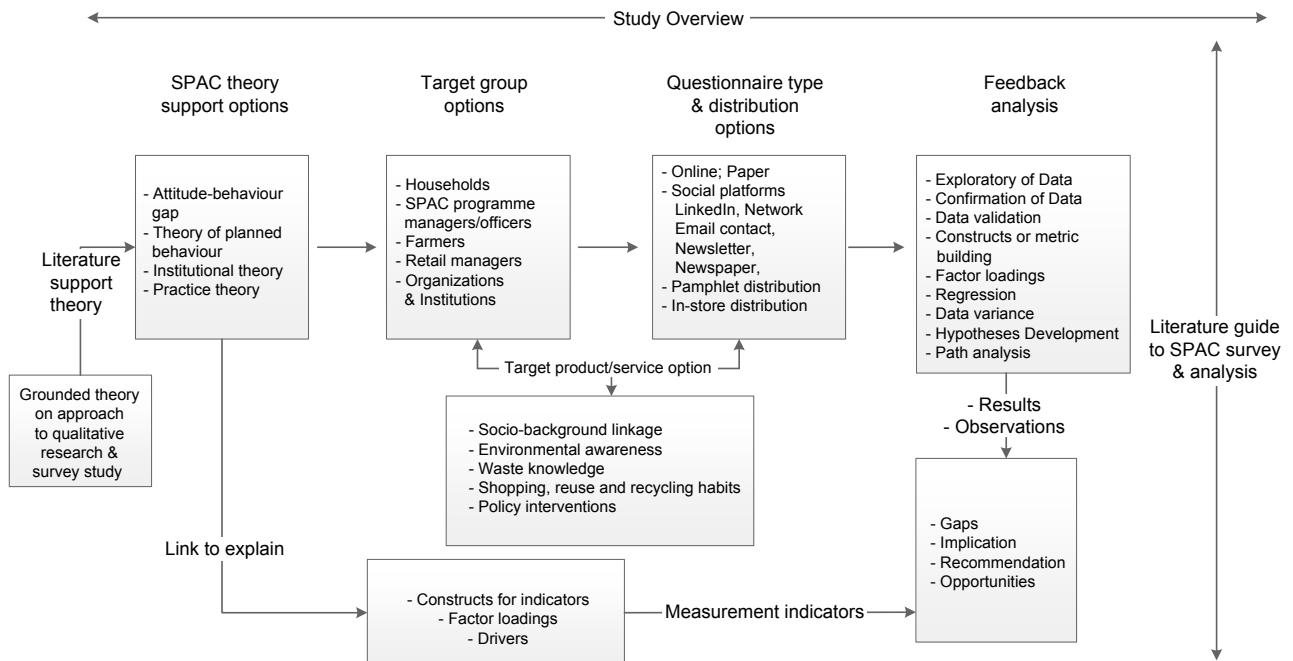 Study Overview
SPAC theory
support options
Target group
options
Questionnaire type
& distribution
options
Feedback
analysis
Literature
support
theory
Grounded theory
on approach
to qualitative
research &
survey study
- Attitude-behaviour
gap
- Theory of planned
behaviour
- Institutional theory
- Practice theory
- Households
- SPAC programme
managers/officers
- Farmers
- Retail managers
- Organizations
& Institutions
- Online; Paper
- Social platforms
LinkedIn, Network
Email contact,
Newsletter,
Newspaper,
- Pamphlet distribution
- In-store distribution
- Exploratory of Data
- Confirmation of Data
- Data validation
- Constructs or metric
building
- Factor loadings
- Regression
- Data variance
- Hypotheses Development
- Path analysis
Literature guide
to SPAC survey
& analysis
Target product/service option
- Socio-background linkage
- Environmental awareness
- Waste knowledge
- Shopping, reuse and recycling habits
- Policy interventions
- Results
- Observations
Link to explain
- Constructs for indicators
- Factor loadings
- Drivers
Measurement indicators
- Gaps
- Implication
- Recommendation
- Opportunities